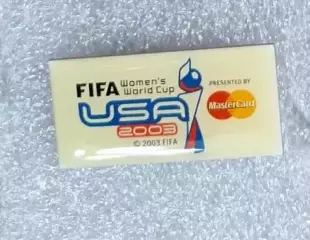 FIFA Women's
World Cup
USA
2003
© 2003 FIFA
PRESENTED BY
MasterCard